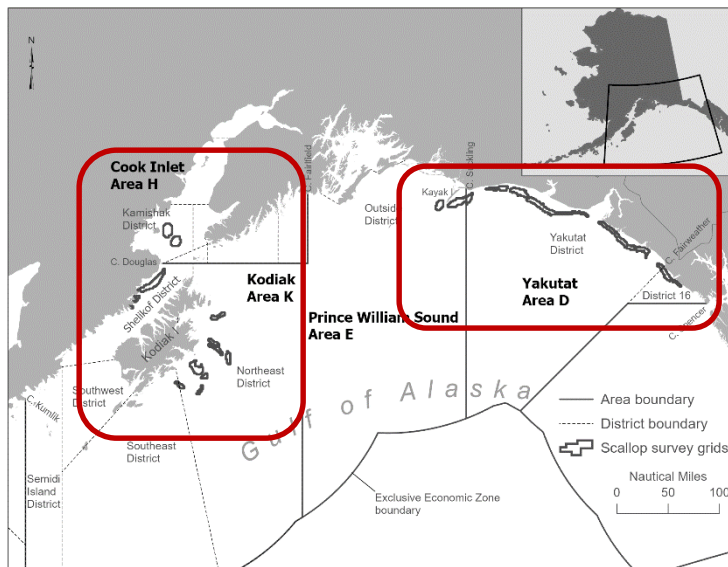 N
Cook Inlet
Area H
Kamishak
District
C. Douglas
Shelikof District
Kodiak I
Kodiak
Area K
Northeast
District
Southwest
District
C. Kumlik
Southeast
District
Semidi
Island
District
C. Fairfield
Outside
District
Prince William Sound
Area E
C. Suckling
Kayak I
Yakutat
District
Yakutat
Area D
C. Fairweather
District 16
C. Spencer
Gulf of Alaska
Exclusive Economic Zone
boundary
Area boundary
District boundary
Scallop survey grids
Nautical Miles
0 50 100